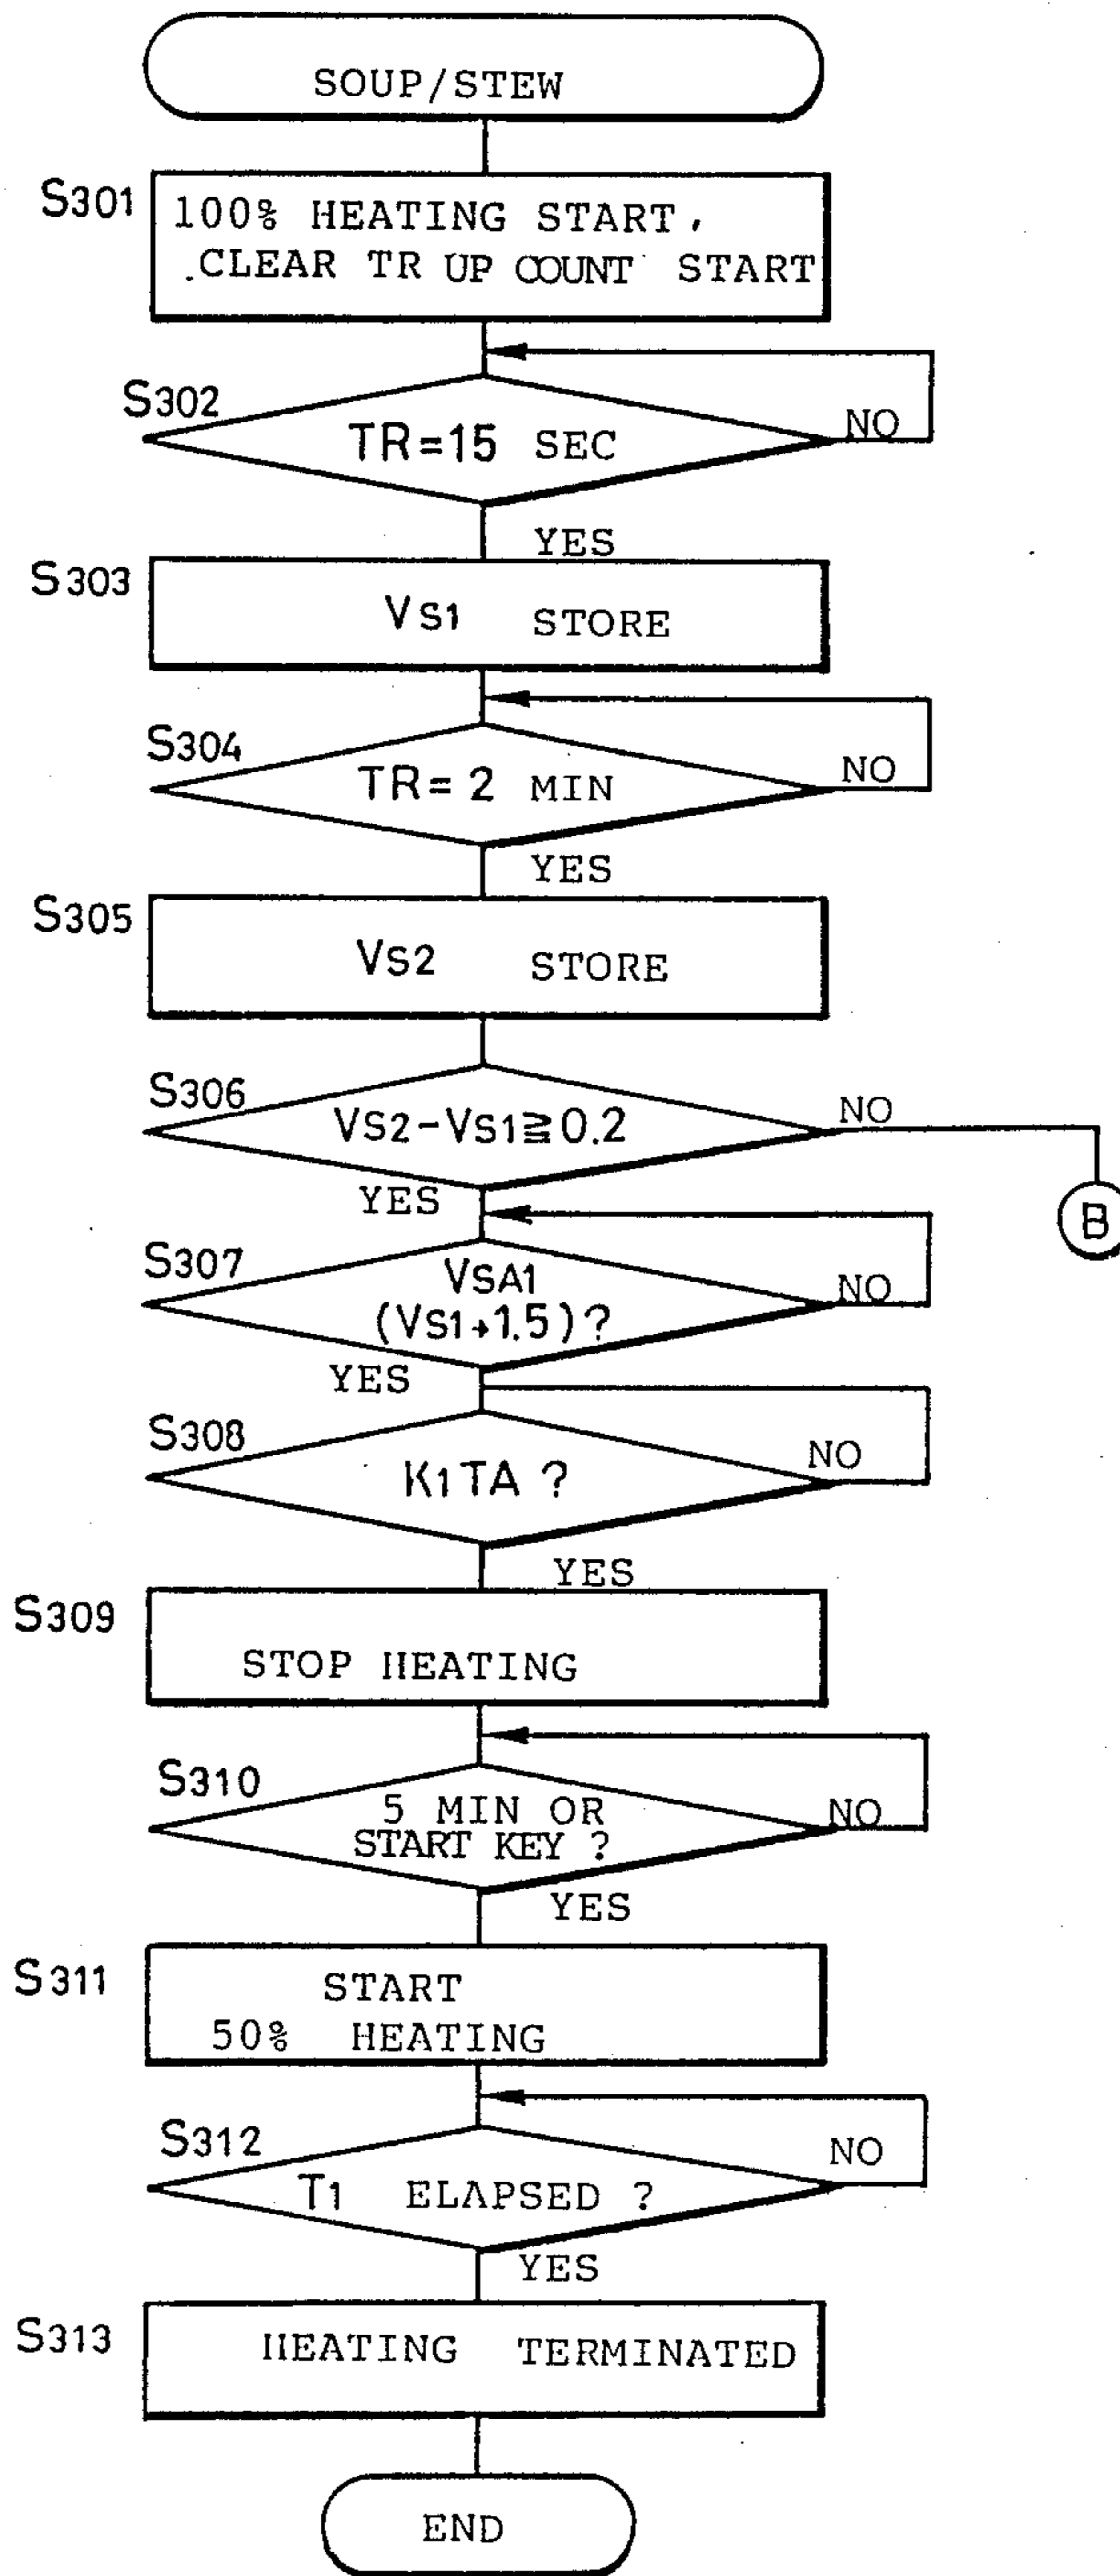 SOUP/STEW
S301
100% HEATING START,
CLEAR TR UP COUNT START
S302
TR=15 SEC
NO
YES
S303
VS1 STORE
S304
TR=2 MIN
NO
YES
S305
VS2 STORE
S306
VS2-VS1≧0.2
NO
YES
B
S307
VSA1
(VS1+1.5)?
NO
YES
S308
K1TA ?
NO
YES
S309
STOP HEATING
S310
5 MIN OR
START KEY ?
NO
YES
S311
START
50% HEATING
S312
T1 ELAPSED ?
NO
YES
S313
HEATING TERMINATED
END